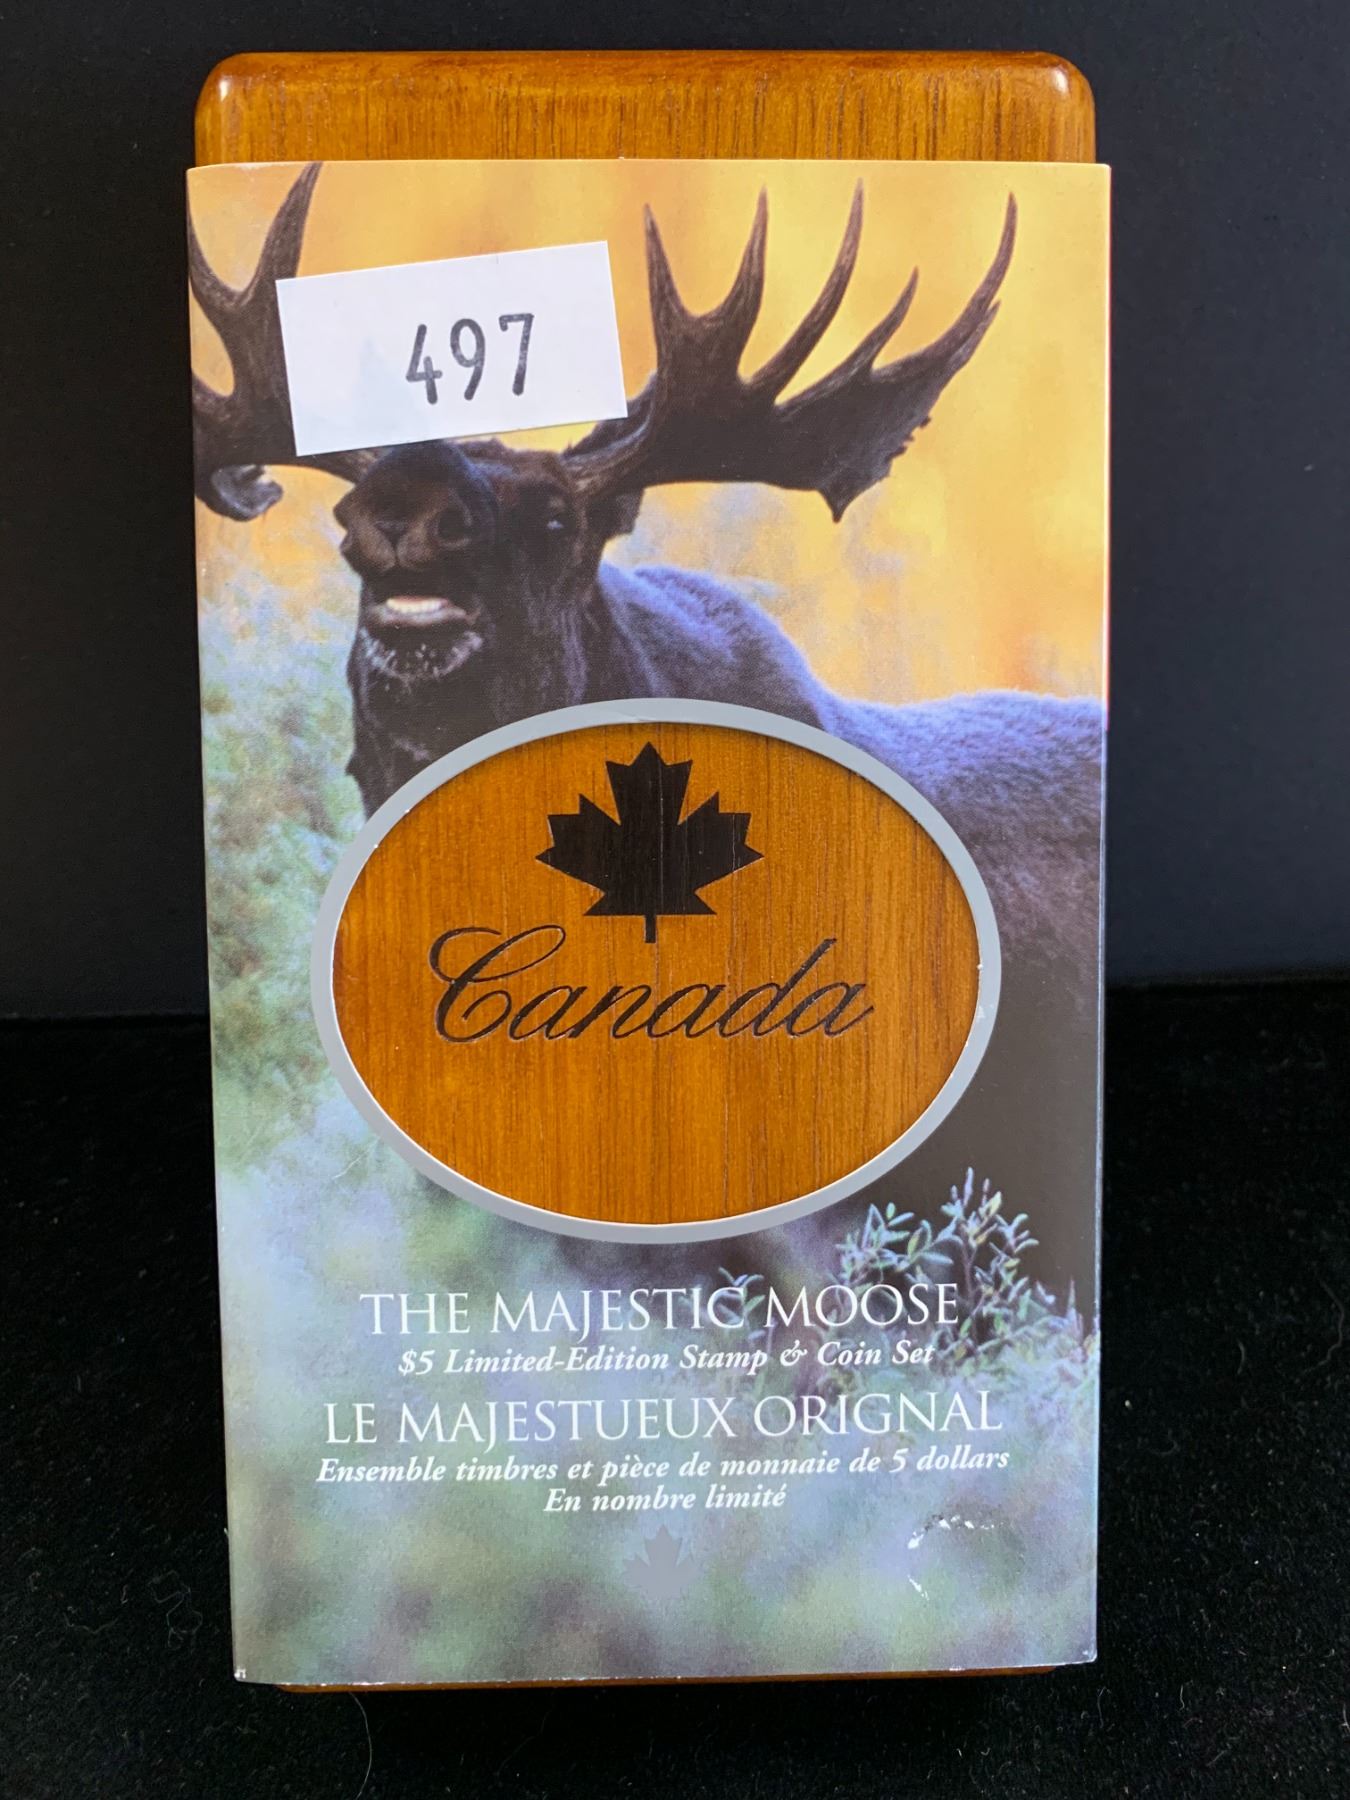 497
Canada
THE MAJESTIC MOOSE
$5 Limited-Edition Stamp & Coin Set
LE MAJESTUEUX ORIGNAL
Ensemble timbres et pièce de monnaie de 5 dollars
En nombre limité